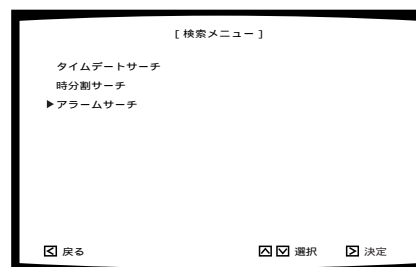 [ 検索メニュー ]
タイムデートサーチ
時分割サーチ
▶アラームサーチ
戻る 選択 決定